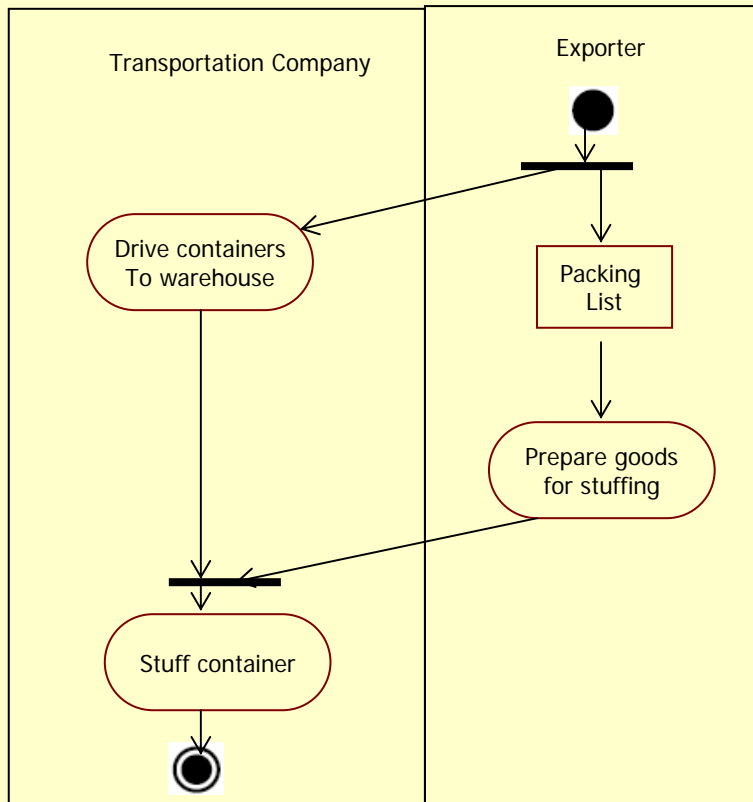 Transportation Company
Exporter
Drive containers
To warehouse
Packing
List
Prepare goods
for stuffing
Stuff container